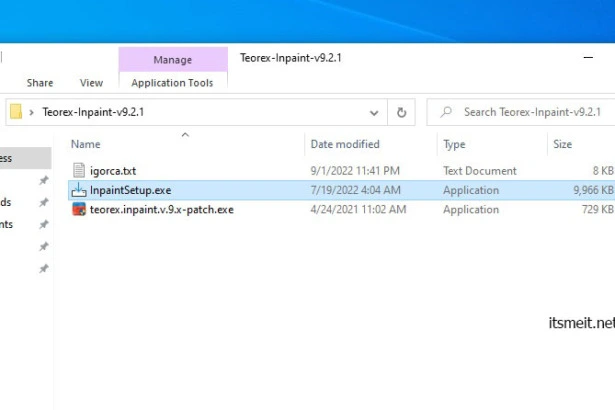 Manage
Teorex-Inpaint-v9.2.1
Share
View
Application Tools
Teorex-Inpaint-v9.2.1
Search Teorex-Inpaint-v9.2.1
Name
Date modified
Type
Size
ess
igorca.txt
9/1/2022 11:41 PM
Text Document
8 KB
InpaintSetup.exe
7/19/2022 4:04 AM
Application
9,966 KB
ds
teorex.inpaint.v.9.x-patch.exe
4/24/2021 11:02 AM
Application
729 KB
nts
itsmeit.net